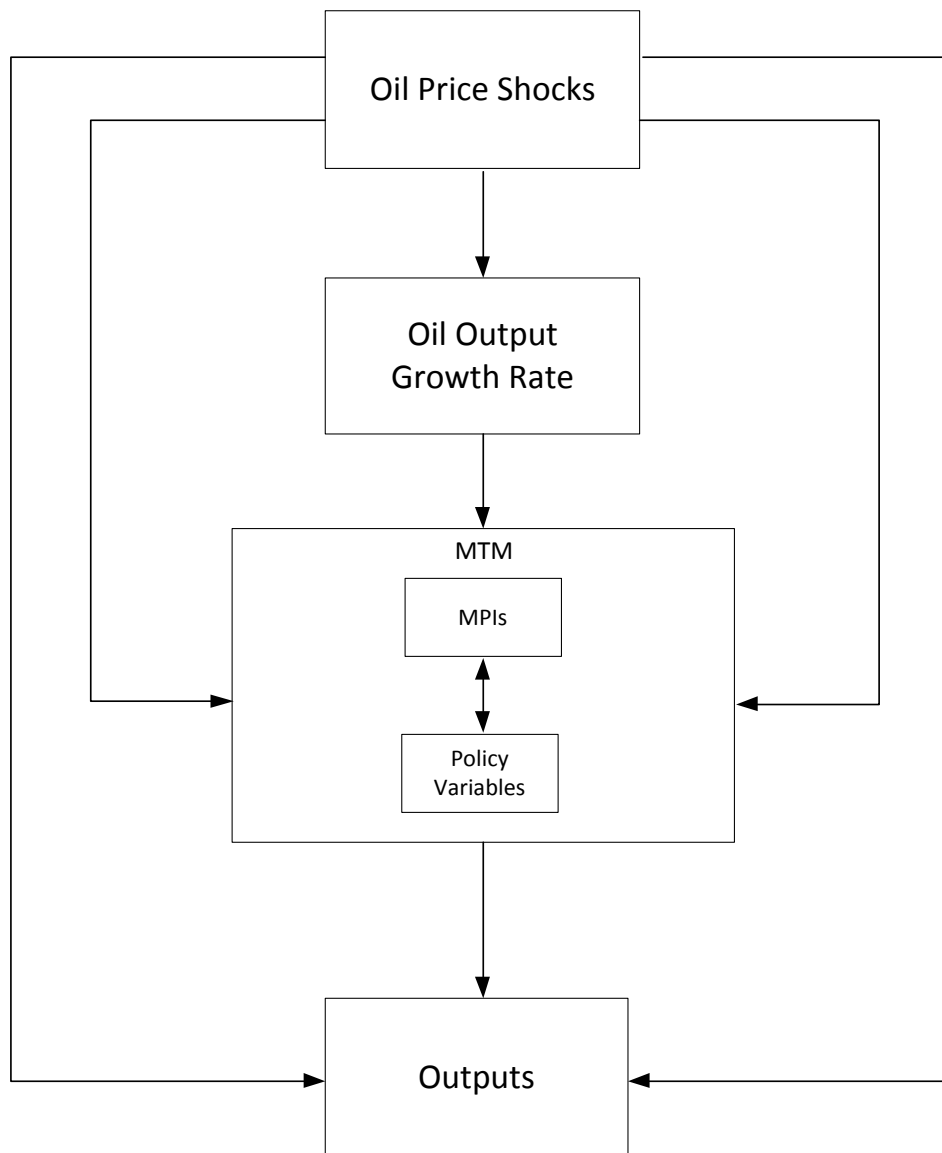 Oil Price Shocks
Oil Output
Growth Rate
MTM
MPIs
Policy
Variables
Outputs